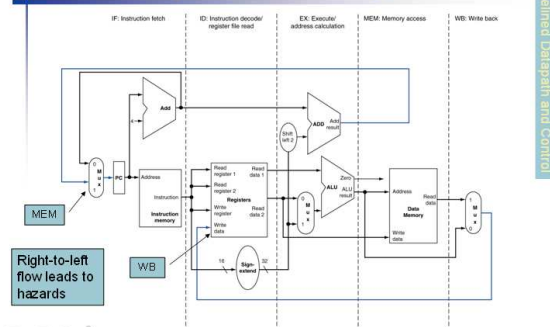 IF: Instruction fetch
ID: Instruction decode/
register file read
EX: Execute/
address calculation
MEM: Memory access
WB: Write back
Add
4
ADD
Add
result
Shift
left 2
0
M
u
x
1
PC
Address
Instruction
Instruction
memory
Read
register 1
Read
register 2
Registers
Write
register
Write
data
Read
data 1
Read
data 2
0
M
u
x
1
Zero
ALU
ALU
result
Address
Data
Memory
Write
data
Read
data
1
M
u
x
0
16
32
Sign-
extend
MEM
WB
Right-to-left
flow leads to
hazards
elined Datapath and Control